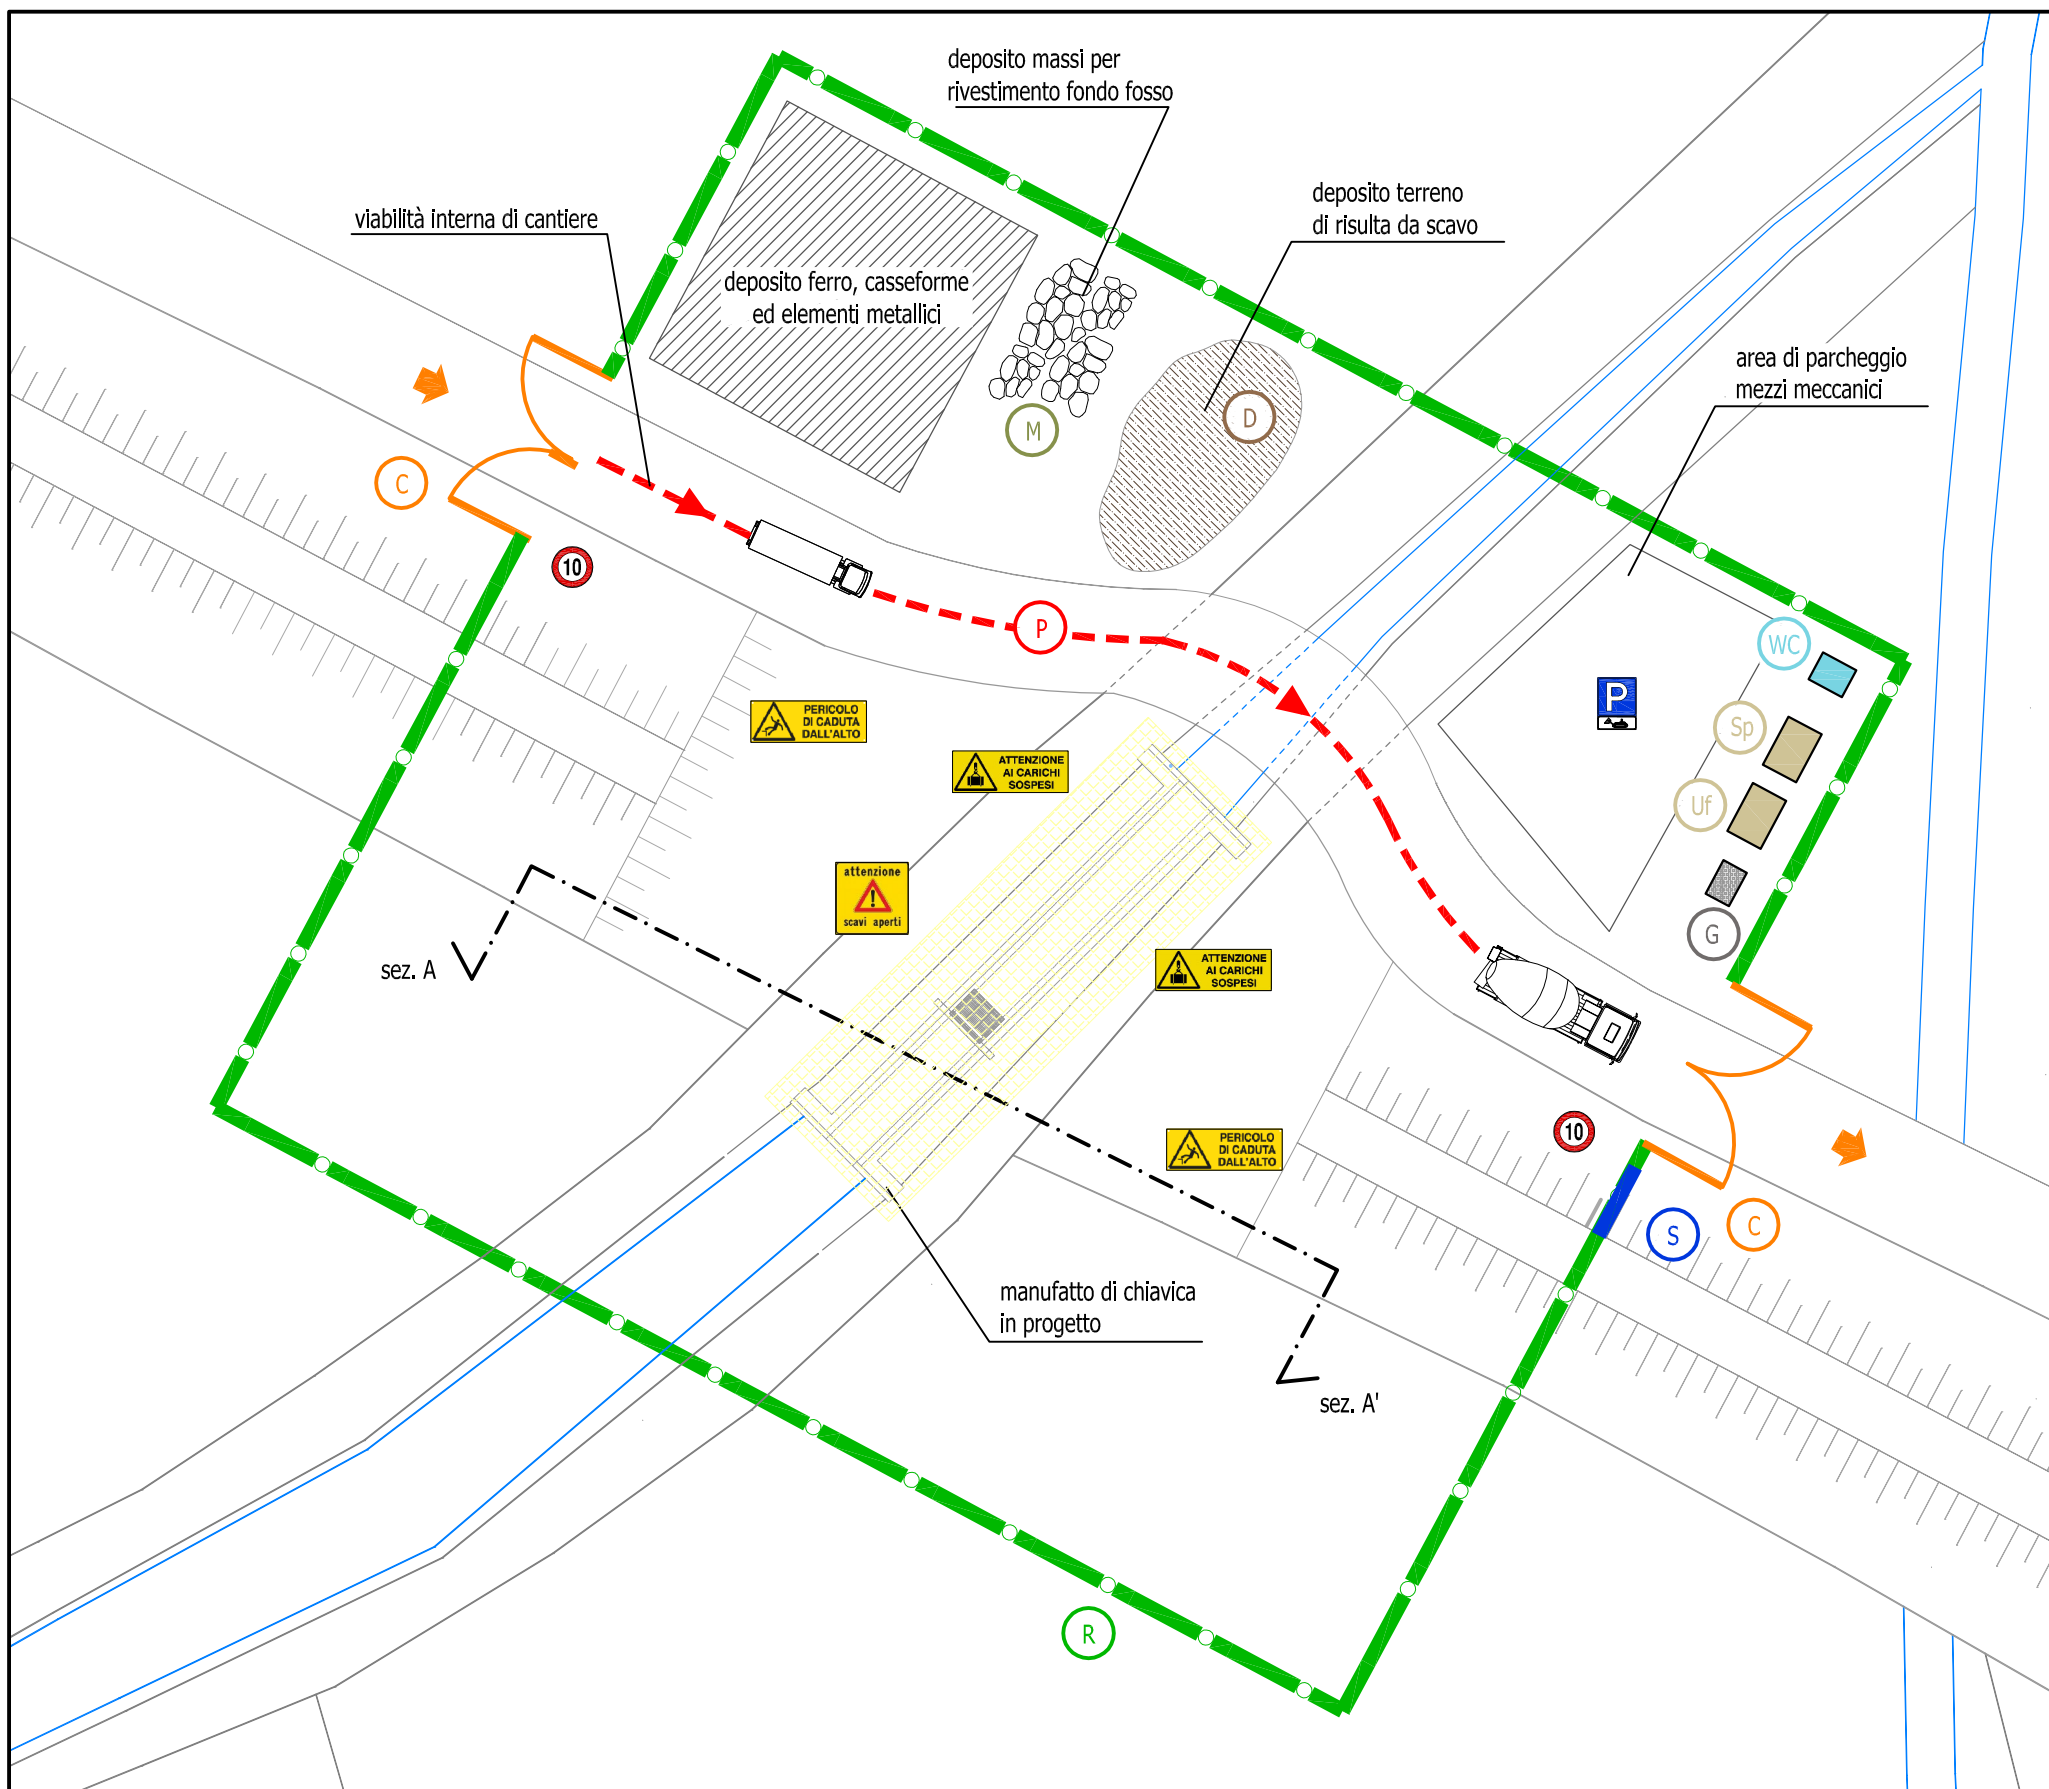 deposito massi per
rivestimento fondo fosso
deposito terreno
di risulta da scavo
viabilità interna di cantiere
deposito ferro, casseforme
ed elementi metallici
area di parcheggio
mezzi meccanici
M
D
C
10
P
WC
P
Sp
Uf
G
PERICOLO
DI CADUTA
DALL'ALTO
ATTENZIONE
AI CARICHI
SOSPESI
attenzione
!
scavi aperti
sez. A
ATTENZIONE
AI CARICHI
SOSPESI
PERICOLO
DI CADUTA
DALL'ALTO
10
S
C
manufatto di chiavica
in progetto
sez. A'
R